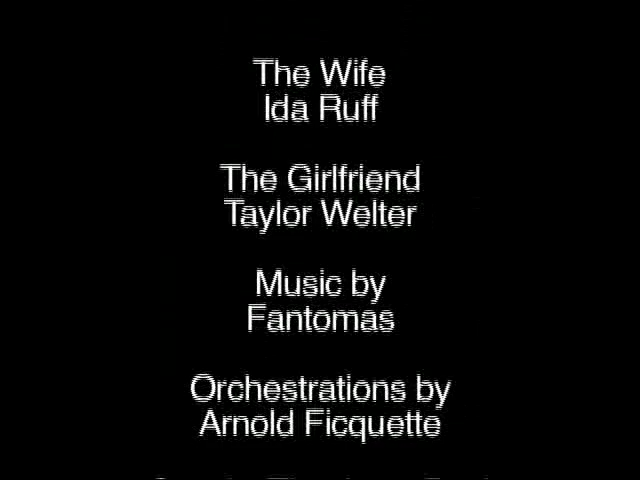 The Wife
Ida Ruff
The Girlfriend
Taylor Welter
Music by
Fantomas
Orchestrations by
Arnold Ficquette